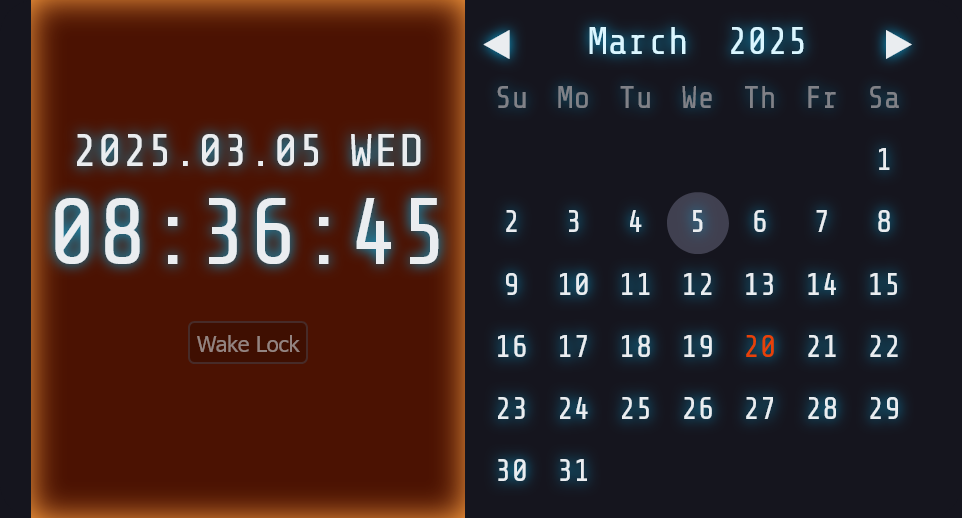 2025.03.05 WED
08:36:45
Wake Lock
◀ March 2025 ▶
Su Mo Tu We Th Fr Sa
1
2 3 4 5 6 7 8
9 10 11 12 13 14 15
16 17 18 19 20 21 22
23 24 25 26 27 28 29
30 31